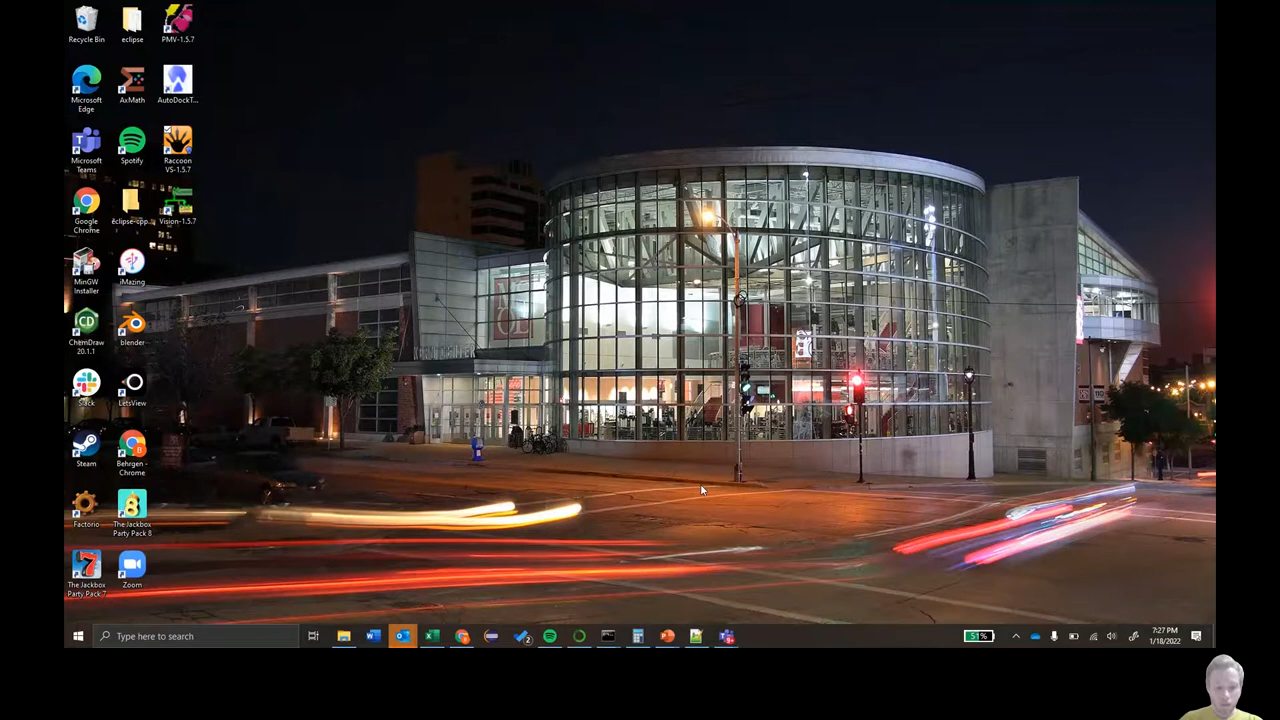 Recycle Bin
eclipse
PMV-1.5.7
Microsoft
Edge
AxMath
AutoDockT...
Microsoft
Teams
Spotify
Raccoon
VS-1.5.7
Google
Chrome
eclipse-cpp...
Vision-1.5.7
MinGW
Installer
iMazing
ChemDraw
20.1.1
blender
Slack
LetsView
Steam
Behrgen -
Chrome
Factorio
The Jackbox
Party Pack 8
The Jackbox
Party Pack 7
Zoom
Type here to search
51%
7:27 PM
1/18/2022